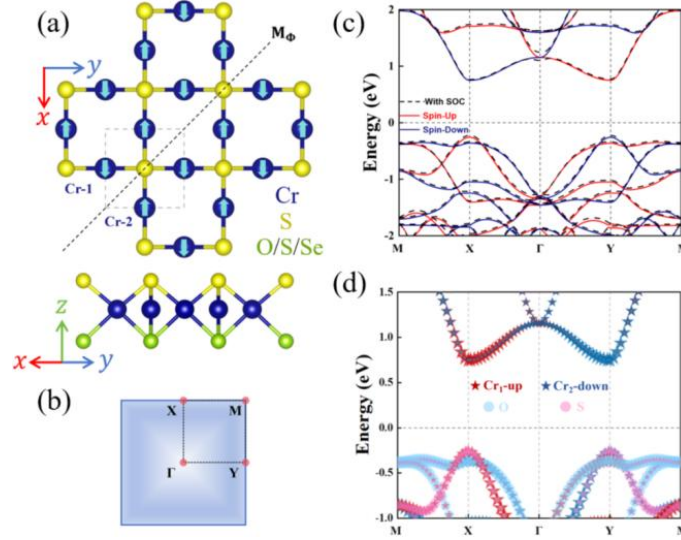 (a)
M_Φ
y
x
Cr-1
Cr-2
Cr
S
O/S/Se
z
x
y
(b)
X
M
Γ
Y
(c)
Energy (eV)
2
1
0
-1
-2
With SOC
Spin-Up
Spin-Down
M
X
Γ
Y
(d)
Energy (eV)
1.5
1.0
0.5
0.0
-0.5
-1.0
Cr₁-up
Cr₂-down
O
S
M
X
Γ
Y